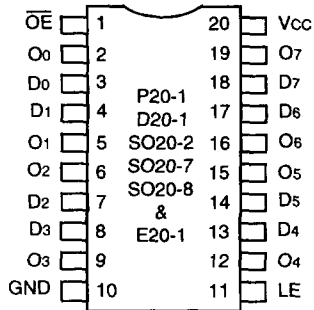 O̅E̅ 1 20 Vcc
O0 2 19 O7
D0 3 18 D7
D1 4 17 D6
O1 5 16 O6
O2 6 15 O5
D2 7 14 D5
D3 8 13 D4
O3 9 12 O4
GND 10 11 LE
P20-1
D20-1
SO20-2
SO20-7
SO20-8
&
E20-1